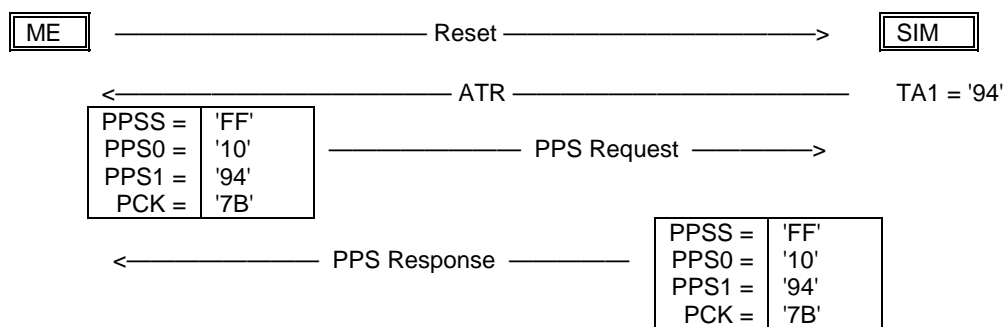 ME Reset SIM
ATR TA1 = '94'
PPSS = 'FF'
PPS0 = '10' PPS Request
PPS1 = '94'
PCK = '7B'
PPSS = 'FF'
PPS Response PPS0 = '10'
PPS1 = '94'
PCK = '7B'